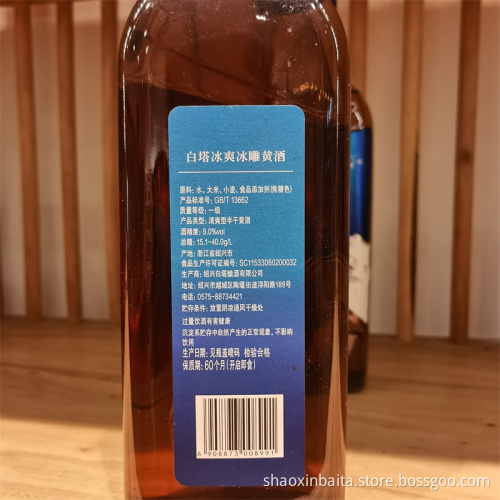 白塔冰爽冰雕黄酒
原料: 水、大米、小麦、食品添加剂(焦糖色)
产品标准号: GB/T 13662
质量等级: 一级
产品类型: 清爽型半干黄酒
酒精度: 9.0%vol
总糖: 15.1-40.0g/L
产地: 浙江省绍兴市
食品生产许可证编号: SC11533060200032
生产商: 绍兴白塔酿酒有限公司
地址: 绍兴市越城区陶堰街道浔阳路188号
电话: 0575-88734421
贮存条件: 放置阴凉通风干燥处
过量饮酒有害健康
沉淀系贮存中自然产生的正常现象, 不影响
饮用
生产日期: 见瓶盖喷码 检验合格
保质期: 60个月(开启即食)
6 908873 008991
shaoxinbaita.store.bossgoo.com